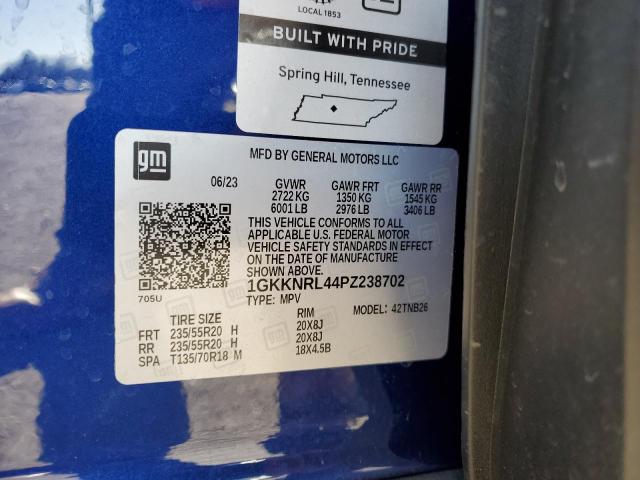 LOCAL 1853
BUILT WITH PRIDE
Spring Hill, Tennessee
gm
MFD BY GENERAL MOTORS LLC
06/23 GVWR GAWR FRT GAWR RR
2722 KG 1350 KG 1545 KG
6001 LB 2976 LB 3406 LB
THIS VEHICLE CONFORMS TO ALL
APPLICABLE U.S. FEDERAL MOTOR
VEHICLE SAFETY STANDARDS IN EFFECT
ON THE DATE OF MANUFACTURE
SHOWN ABOVE.
1GKKNRL44PZ238702
705U
TYPE: MPV
MODEL: 42TNB26
TIRE SIZE RIM
FRT 235/55R20 H 20X8J
RR 235/55R20 H 20X8J
SPA T135/70R18 M 18X4.5B